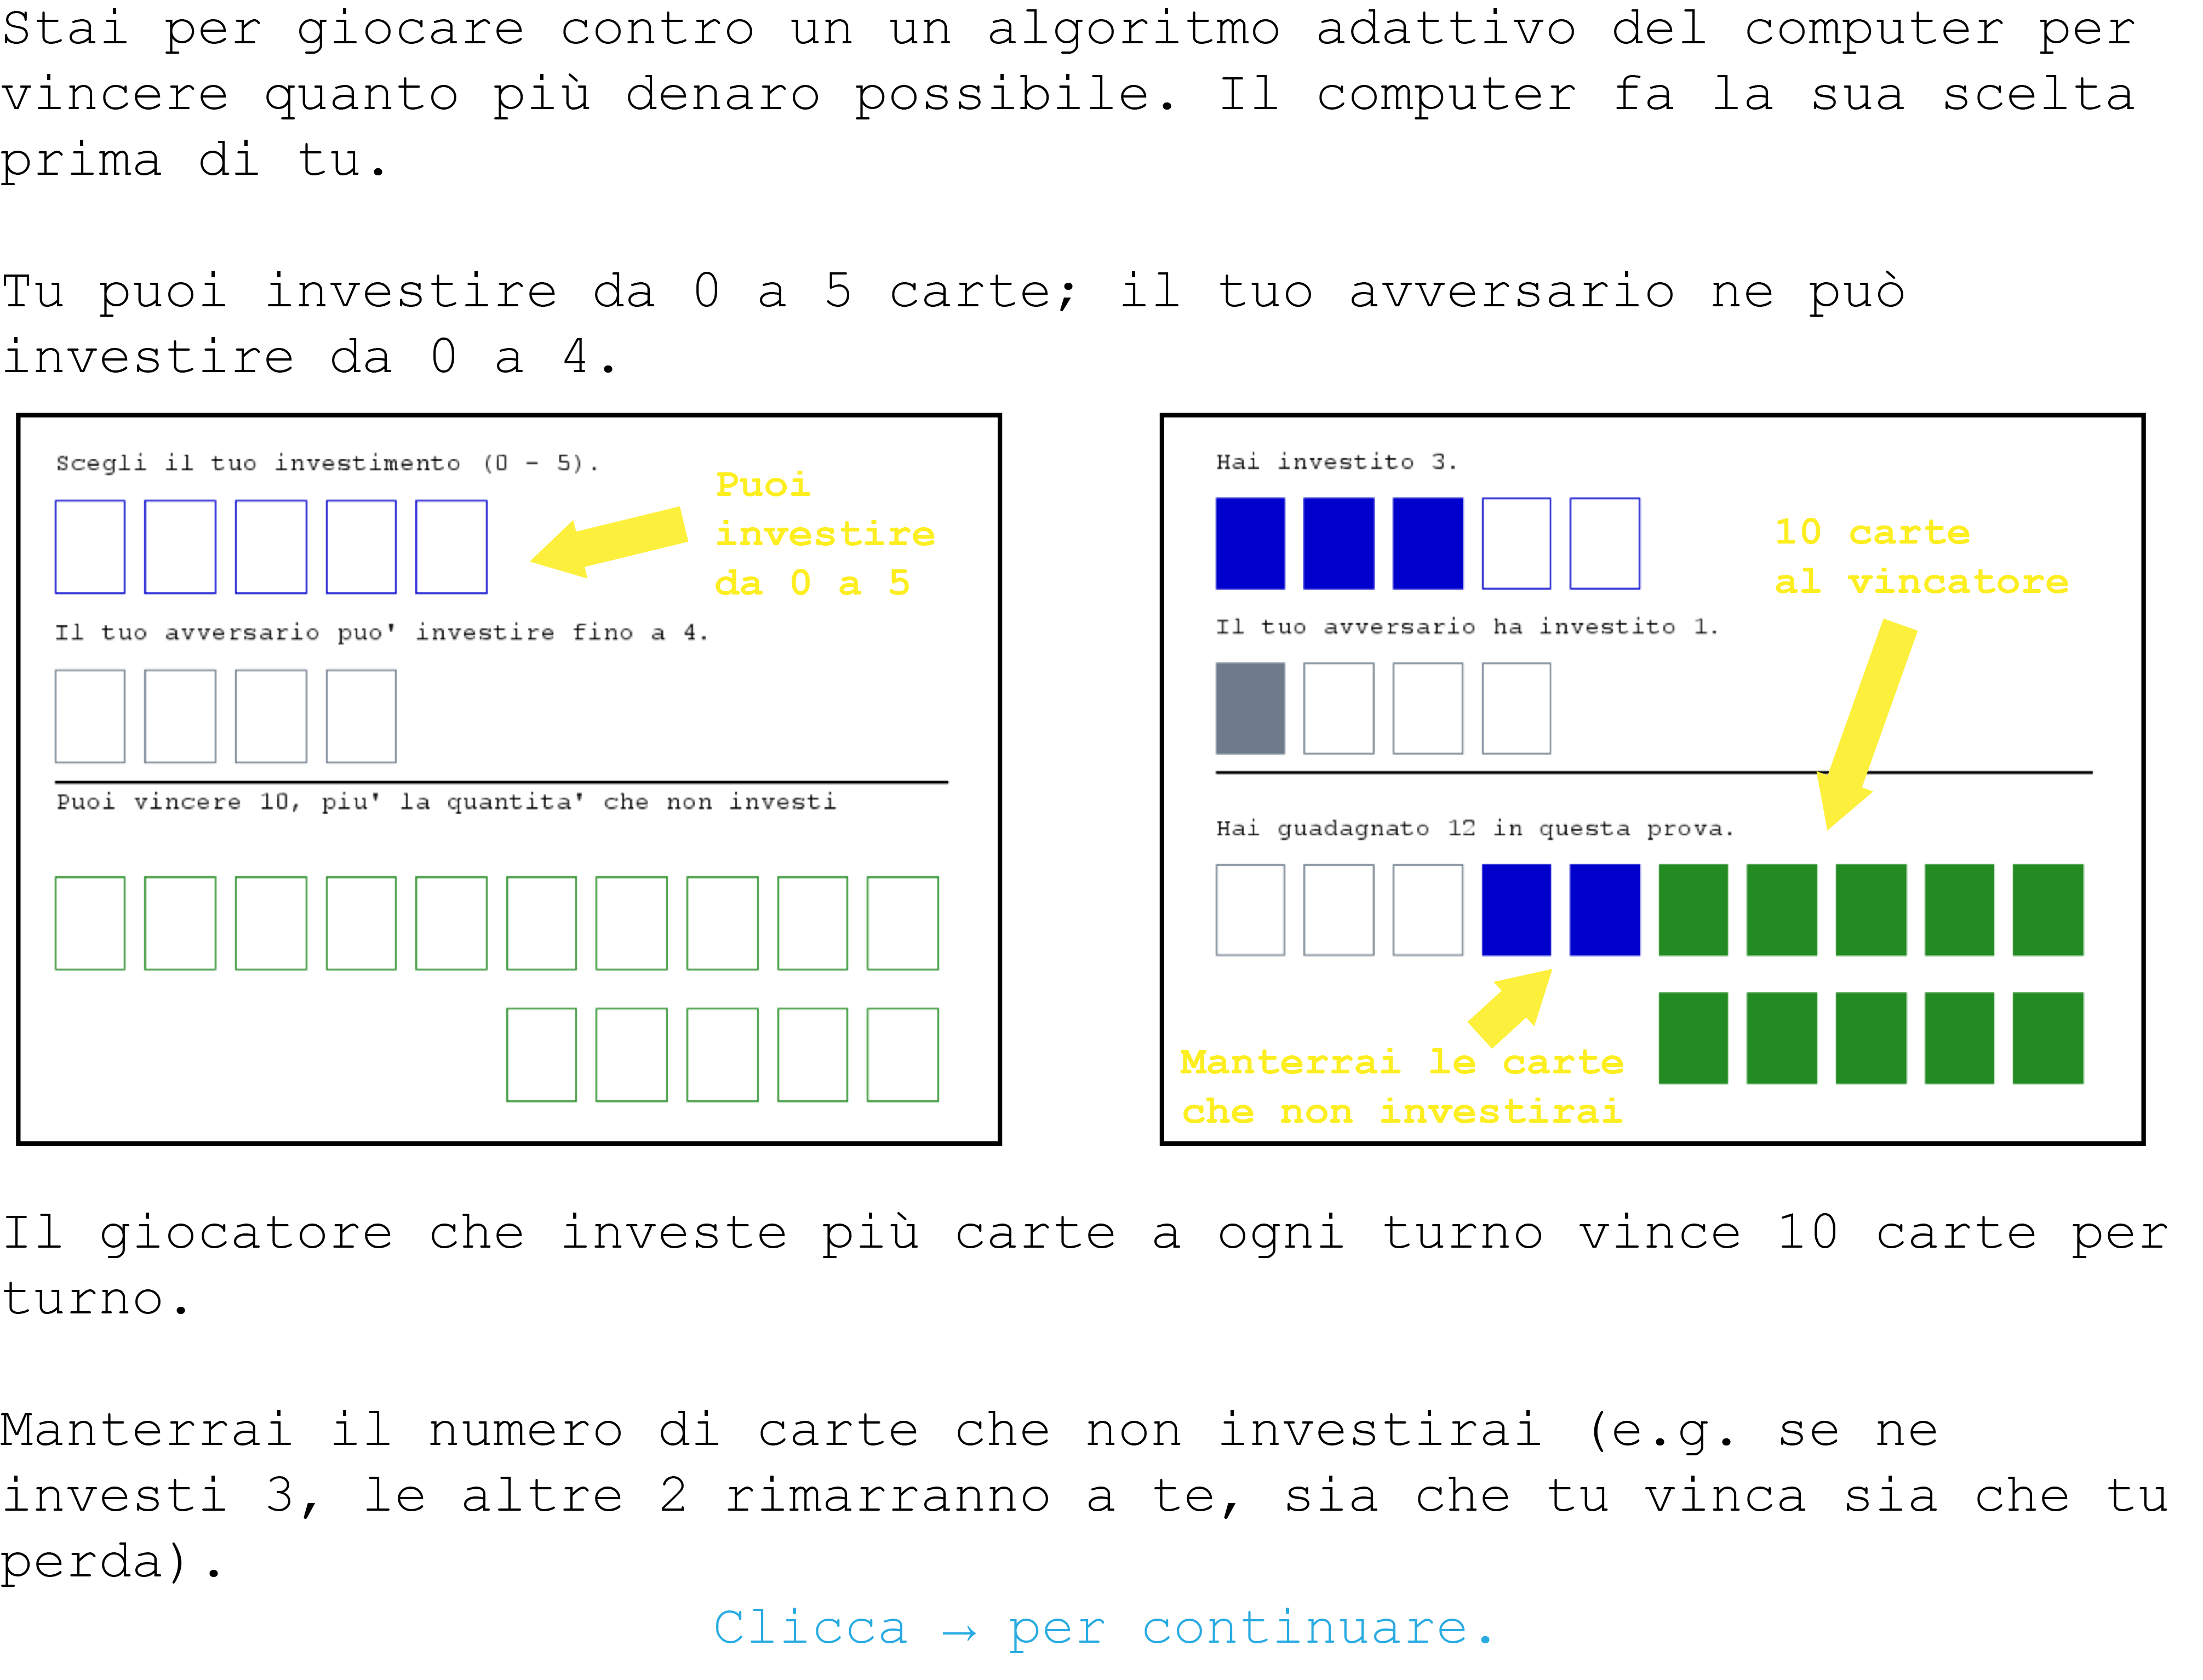 Stai per giocare contro un un algoritmo adattivo del computer per
vincere quanto più denaro possibile. Il computer fa la sua scelta
prima di tu.
Tu puoi investire da 0 a 5 carte; il tuo avversario ne può
investire da 0 a 4.
Scegli il tuo investimento (0 - 5).
Puoi
investire
da 0 a 5
Il tuo avversario puo' investire fino a 4.
Puoi vincere 10, piu' la quantita' che non investi
Hai investito 3.
10 carte
al vincatore
Il tuo avversario ha investito 1.
Hai guadagnato 12 in questa prova.
Manterrai le carte
che non investirai
Il giocatore che investe più carte a ogni turno vince 10 carte per
turno.
Manterrai il numero di carte che non investirai (e.g. se ne
investi 3, le altre 2 rimarranno a te, sia che tu vinca sia che tu
perda).
Clicca → per continuare.